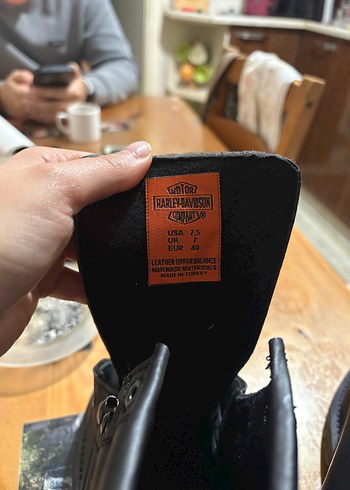 MOTOR
HARLEY-DAVIDSON
COMPANY ®
USA 7,5
UK 7
EUR 40
LEATHER UPPER BALANCE
MAN MADE MATERIALS
MADE IN TURKEY